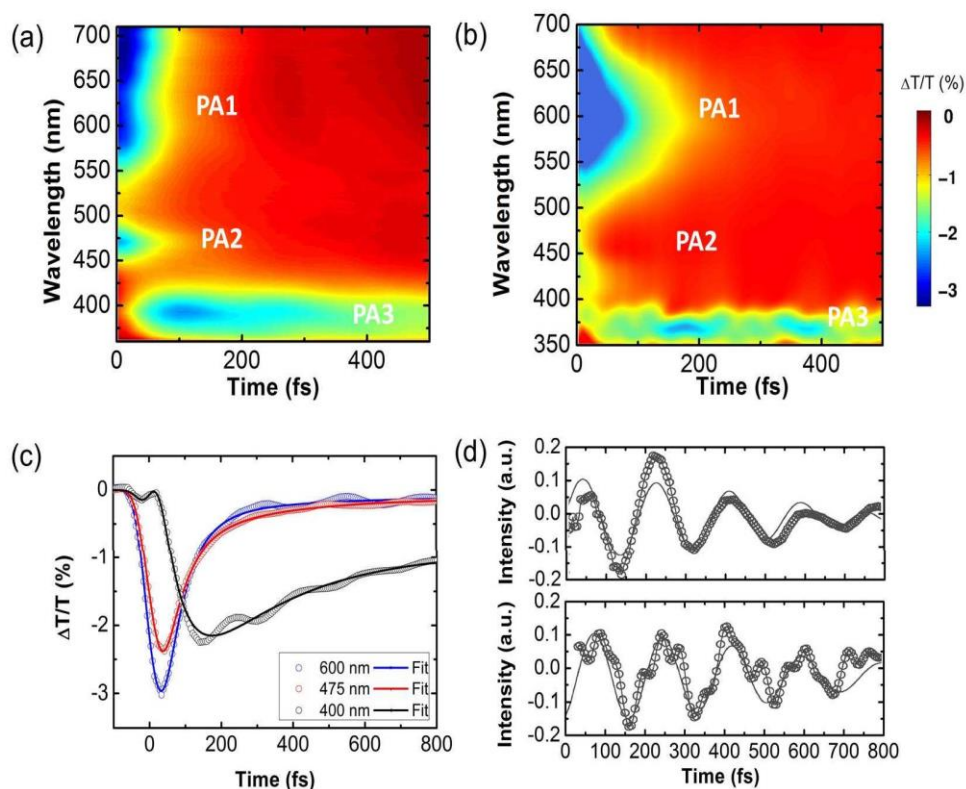 (a)
700
650
600
550
500
450
400
Wavelength (nm)
PA1
PA2
PA3
0 200 400
Time (fs)
(b)
700
650
600
550
500
450
400
350
Wavelength (nm)
PA1
PA2
PA3
0 200 400
Time (fs)
ΔT/T (%)
0
−1
−2
−3
(c)
0
-1
-2
-3
ΔT/T (%)
600 nm Fit
475 nm Fit
400 nm Fit
0 200 400 600 800
Time (fs)
(d)
0.2
0.1
0.0
-0.1
-0.2
Intensity (a.u.)
0.2
0.1
0.0
-0.1
-0.2
Intensity (a.u.)
0 100 200 300 400 500 600 700 800
Time (fs)